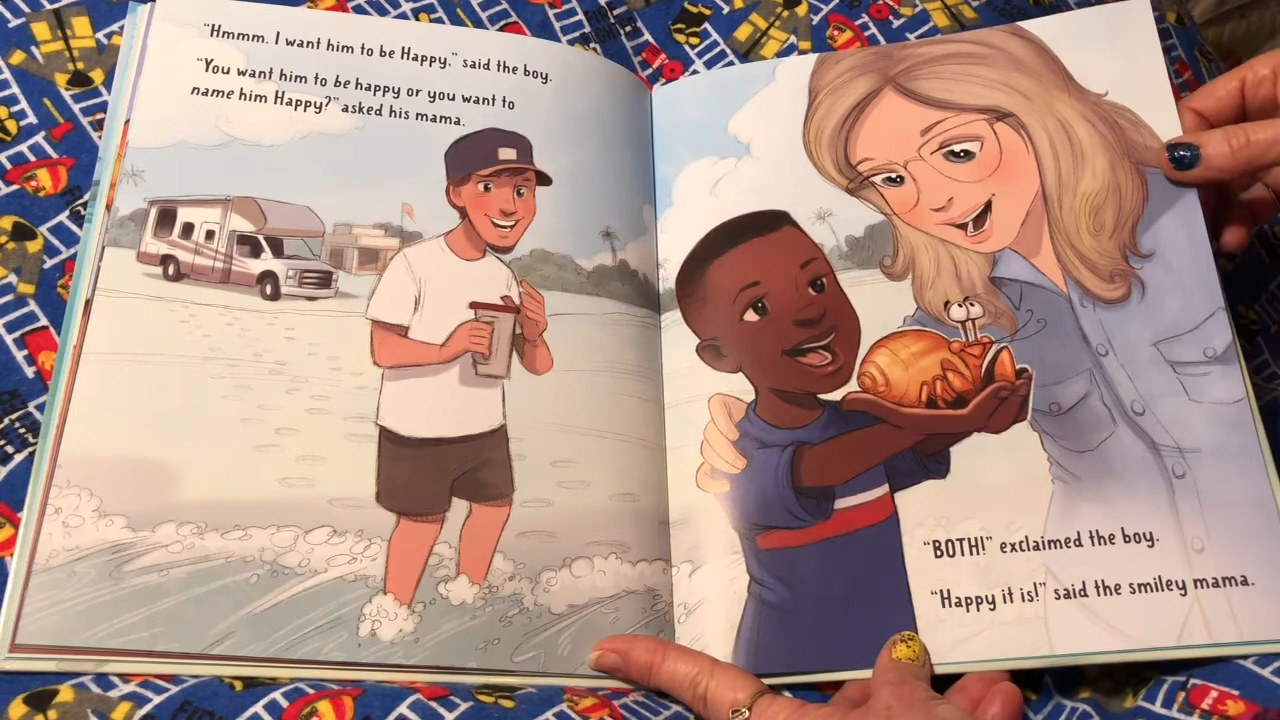 “Hmmm. I want him to be Happy,” said the boy.
“You want him to be happy or you want to
name him Happy?” asked his mama.
“BOTH!” exclaimed the boy.
“Happy it is!” said the smiley mama.